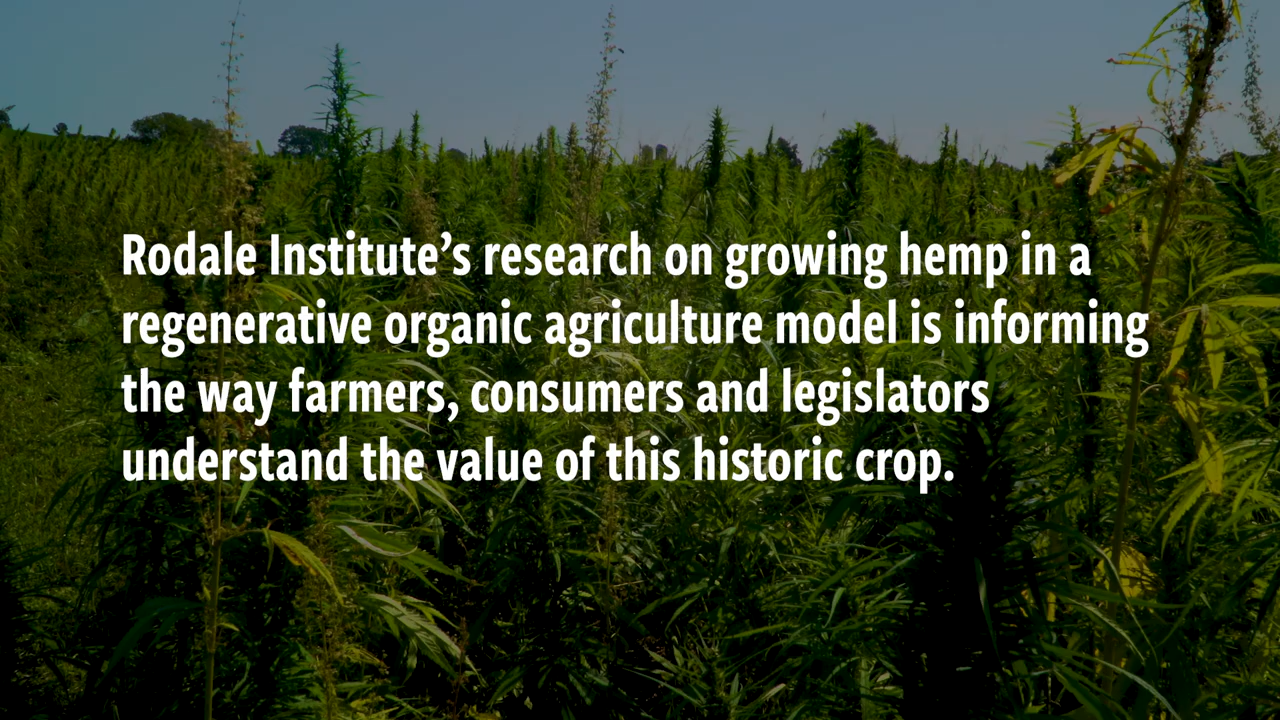 Rodale Institute’s research on growing hemp in a
regenerative organic agriculture model is informing
the way farmers, consumers and legislators
understand the value of this historic crop.